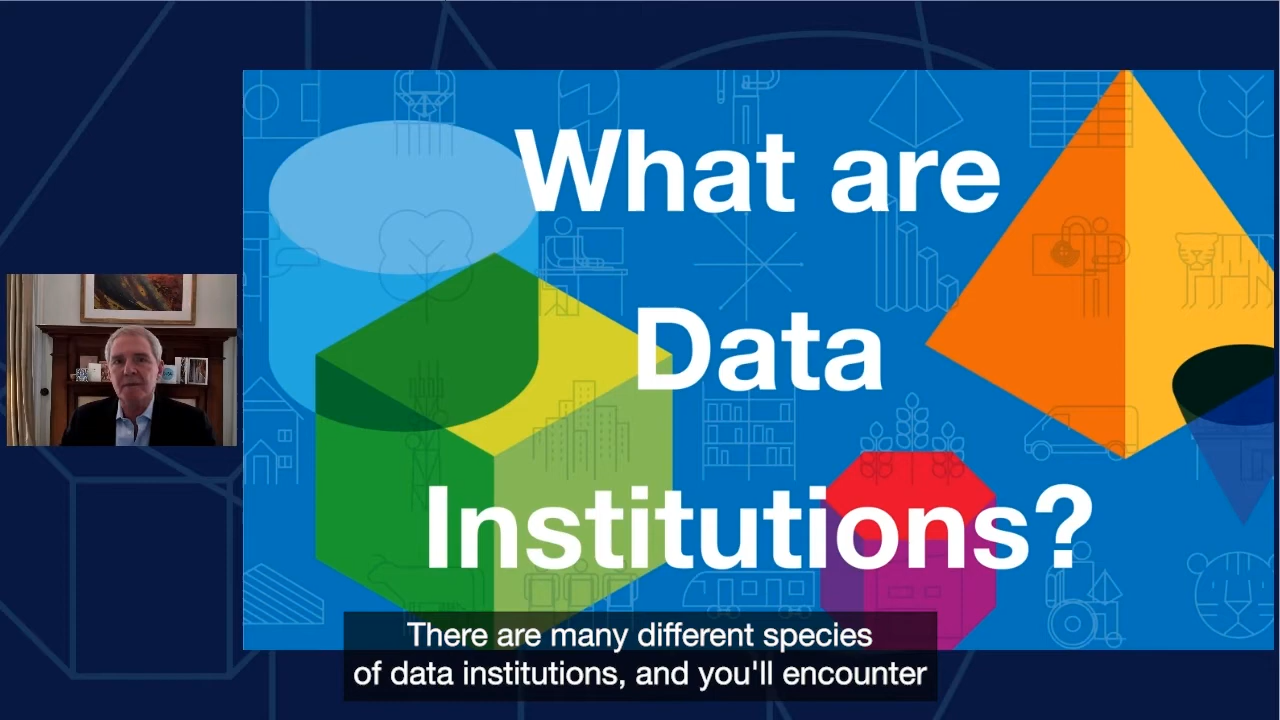 What are
Data
Institutions?
There are many different species
of data institutions, and you'll encounter